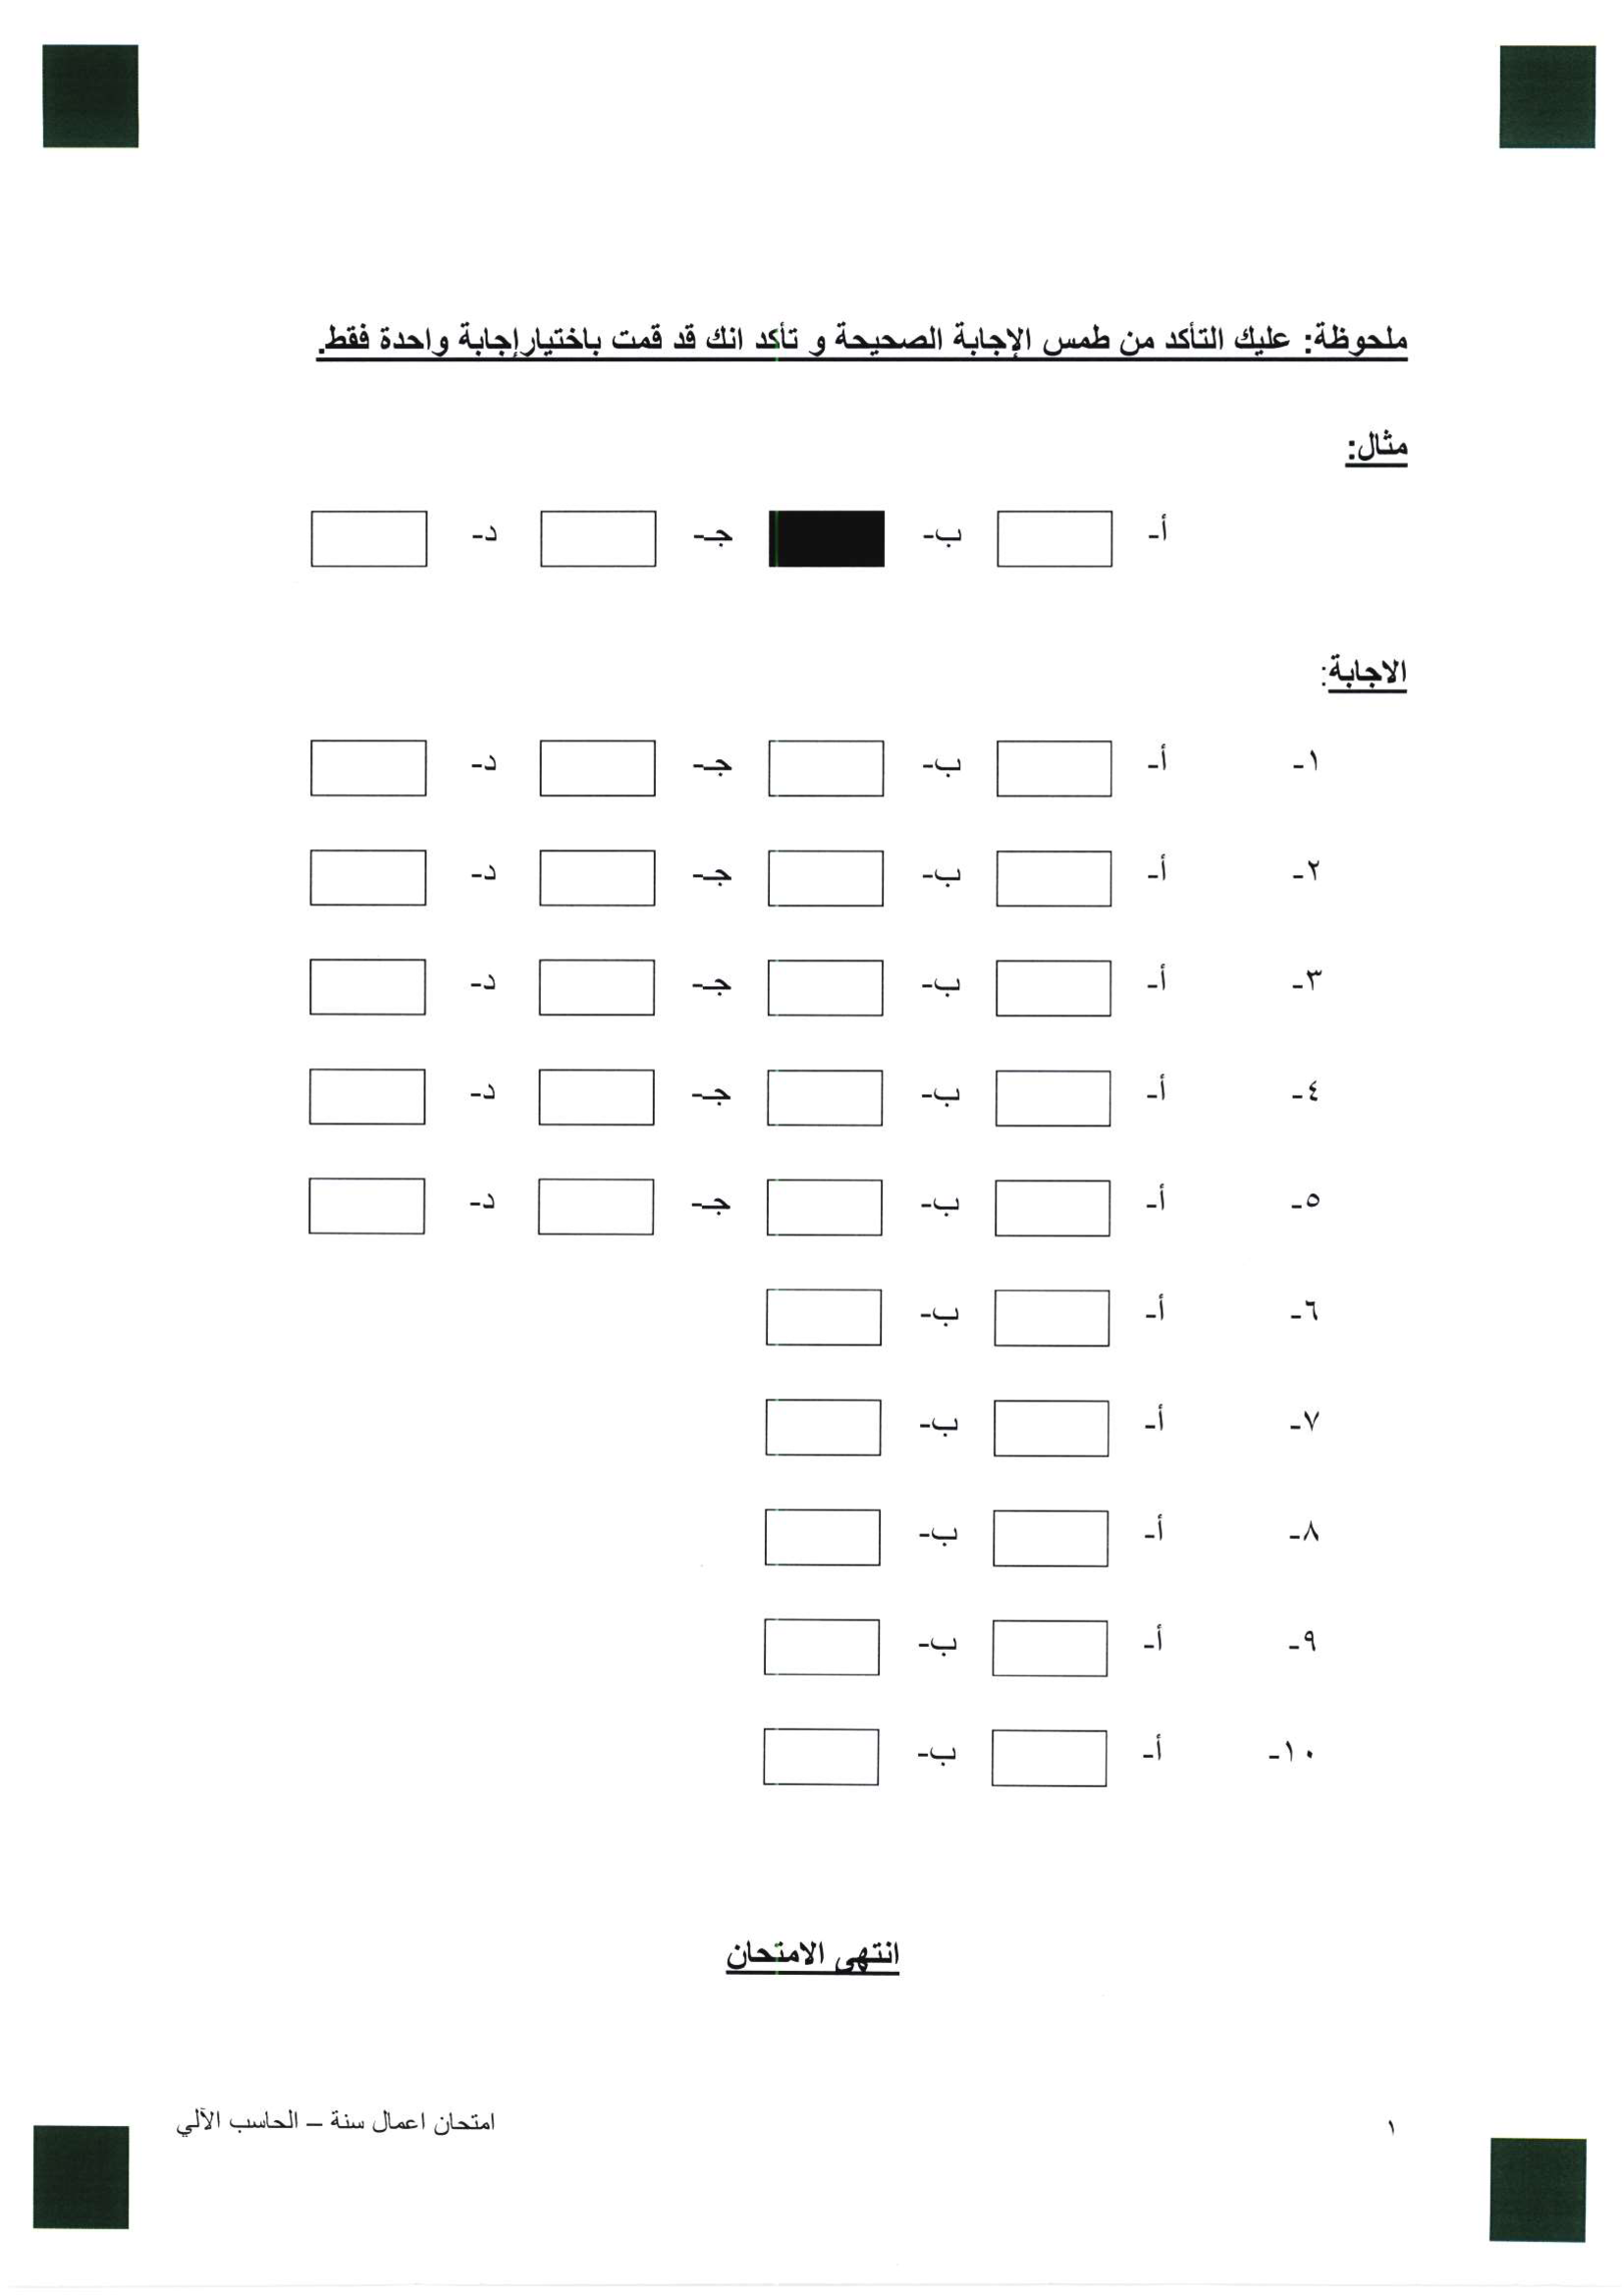 ملحوظة: عليك التأكد من طمس الإجابة الصحيحة و تأكد انك قد قمت باختيارإجابة واحدة فقط.
مثال:
أ- ب- جـ- د-
الاجابة:
١- أ- ب- جـ- د-
٢- أ- ب- جـ- د-
٣- أ- ب- جـ- د-
٤- أ- ب- جـ- د-
٥- أ- ب- جـ- د-
٦- أ- ب-
٧- أ- ب-
٨- أ- ب-
٩- أ- ب-
١٠- أ- ب-
انتهى الامتحان
١ امتحان اعمال سنة – الحاسب الآلي